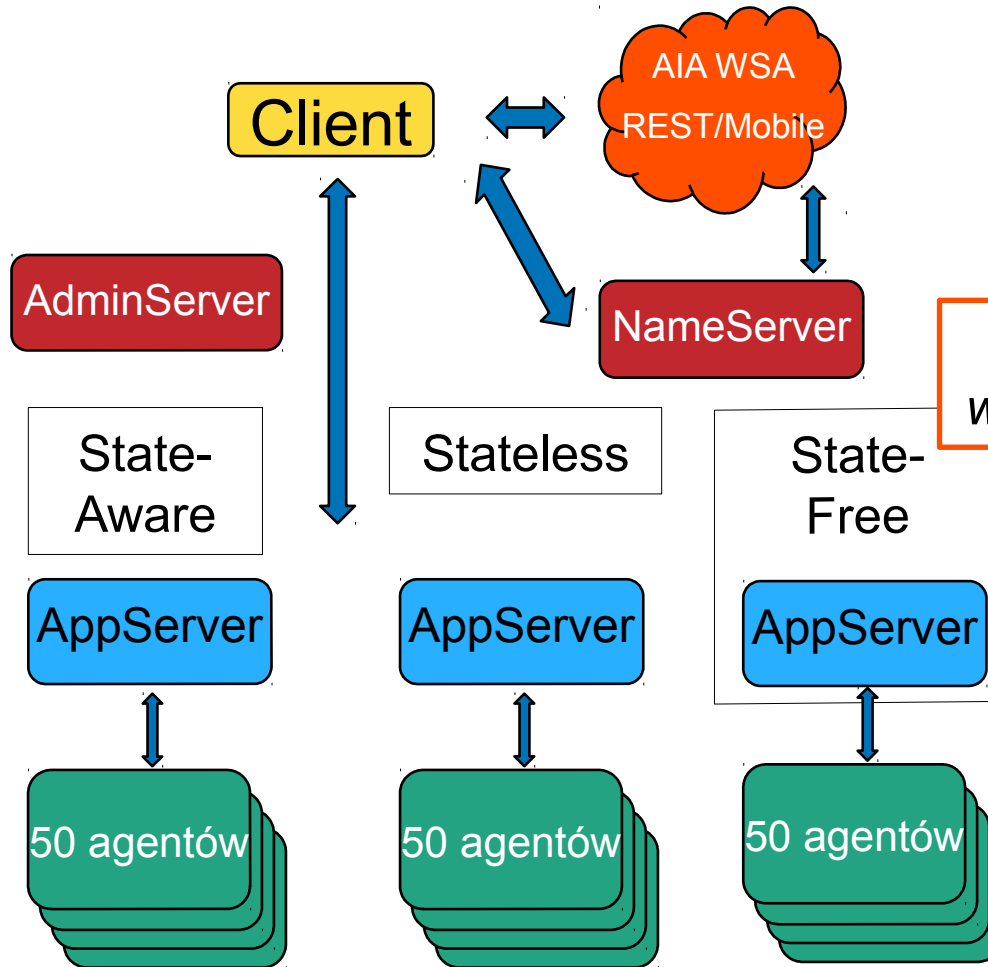 AIA WSA
REST/Mobile
Client
AdminServer
NameServer
State-
Aware
Stateless
State-
Free
AppServer
AppServer
AppServer
50 agentów
50 agentów
50 agentów